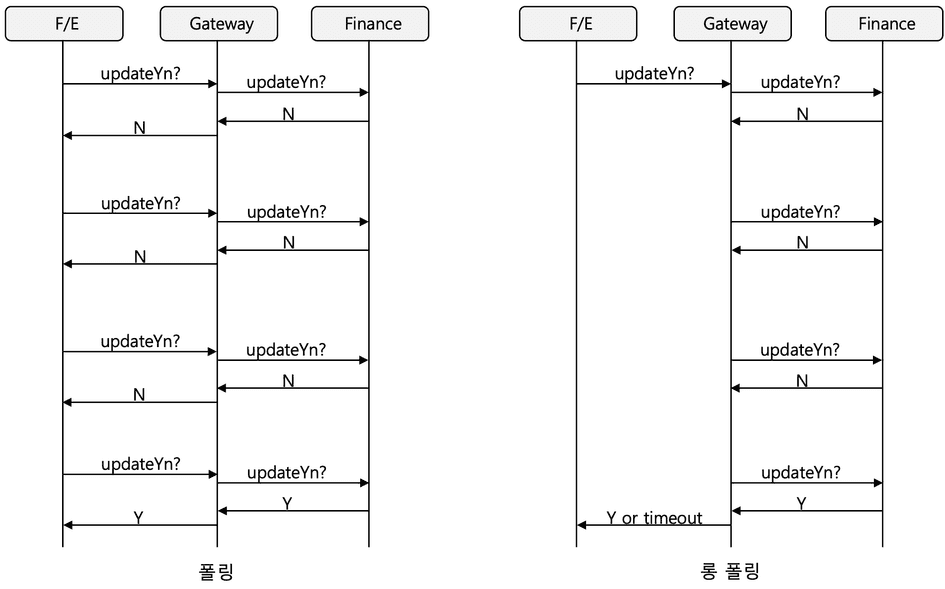 F/E
Gateway
Finance
updateYn?
updateYn?
N
N
updateYn?
updateYn?
N
N
updateYn?
updateYn?
N
N
updateYn?
updateYn?
Y
Y
폴링
F/E
Gateway
Finance
updateYn?
updateYn?
N
updateYn?
N
updateYn?
N
updateYn?
Y
Y or timeout
롱 폴링